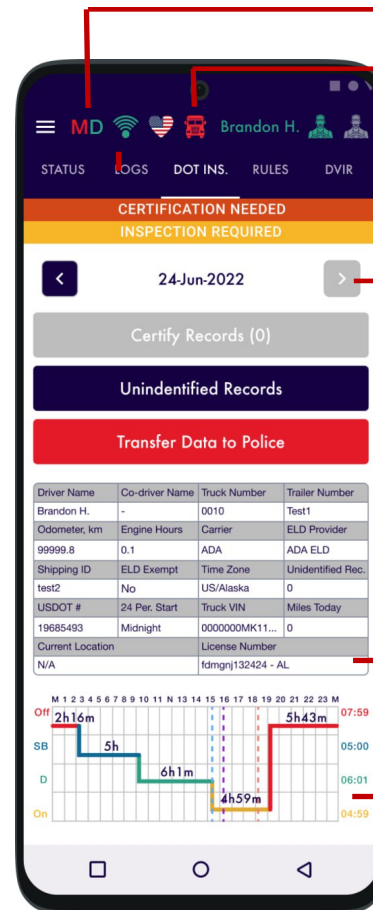 MD Brandon H.
STATUS LOGS DOT INS. RULES DVIR
CERTIFICATION NEEDED
INSPECTION REQUIRED
< 24-Jun-2022 >
Certify Records (0)
Unindentified Records
Transfer Data to Police
Driver Name Co-driver Name Truck Number Trailer Number
Brandon H. - 0010 Test1
Odometer, km Engine Hours Carrier ELD Provider
99999.8 0.1 ADA ADA ELD
Shipping ID ELD Exempt Time Zone Unidentified Rec.
test2 No US/Alaska 0
USDOT # 24 Per. Start Truck VIN Miles Today
19685493 Midnight 0000000MK11... 0
Current Location License Number
N/A fdmgnj132424 - AL
M 1 2 3 4 5 6 7 8 9 10 11 N 13 14 15 16 17 18 19 20 21 22 23 M
Off 2h16m 5h43m 07:59
SB 5h 05:00
D 6h1m 06:01
On 4h59m 04:59